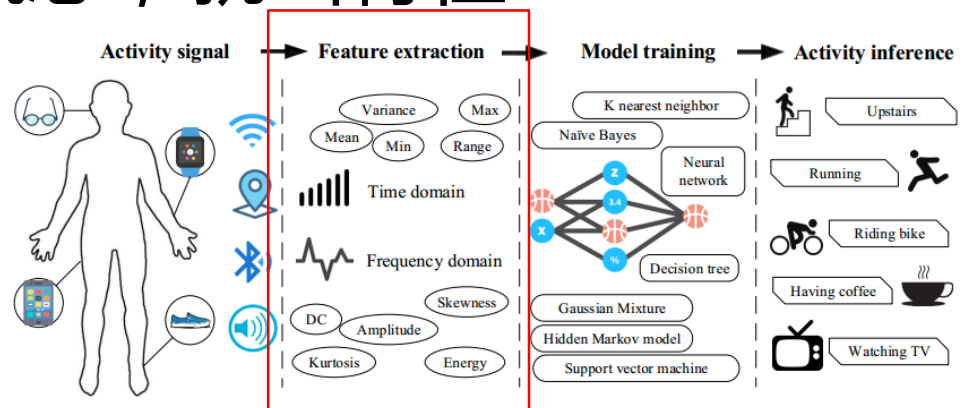 Activity signal
Feature extraction
Model training
Activity inference
Variance
Max
Mean
Min
Range
Time domain
Frequency domain
Skewness
DC
Amplitude
Kurtosis
Energy
K nearest neighbor
Naïve Bayes
Neural
network
Z
3.4
X
%
Decision tree
Gaussian Mixture
Hidden Markov model
Support vector machine
Upstairs
Running
Riding bike
Having coffee
Watching TV